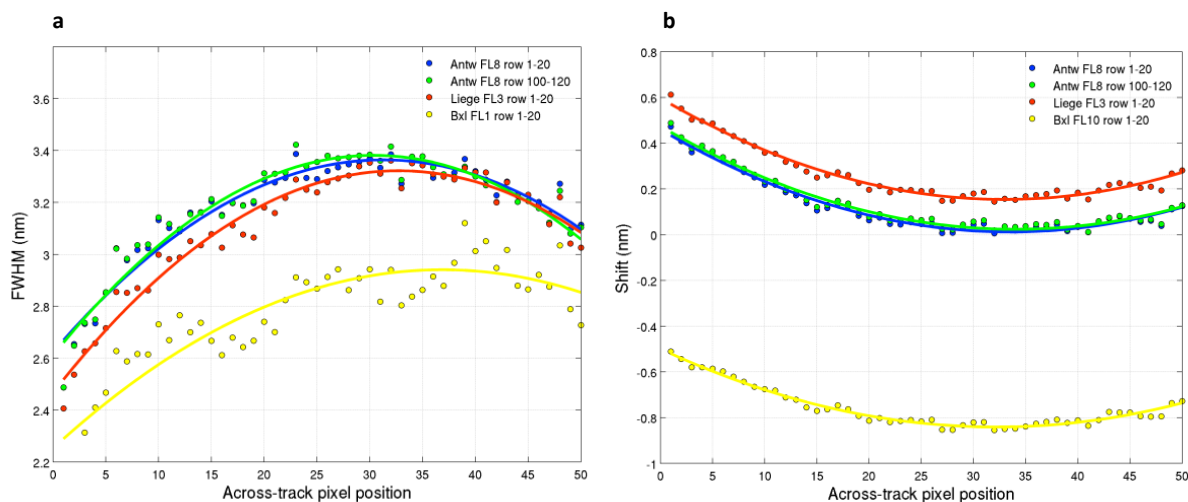 a
FWHM (nm)
3.6
3.4
3.2
3
2.8
2.6
2.4
2.2
0
5
10
15
20
25
30
35
40
45
50
Across-track pixel position
Antw FL8 row 1-20
Antw FL8 row 100-120
Liege FL3 row 1-20
Bxl FL1 row 1-20
b
Shift (nm)
0.8
0.6
0.4
0.2
0
-0.2
-0.4
-0.6
-0.8
-1
0
5
10
15
20
25
30
35
40
45
50
Across-track pixel position
Antw FL8 row 1-20
Antw FL8 row 100-120
Liege FL3 row 1-20
Bxl FL10 row 1-20